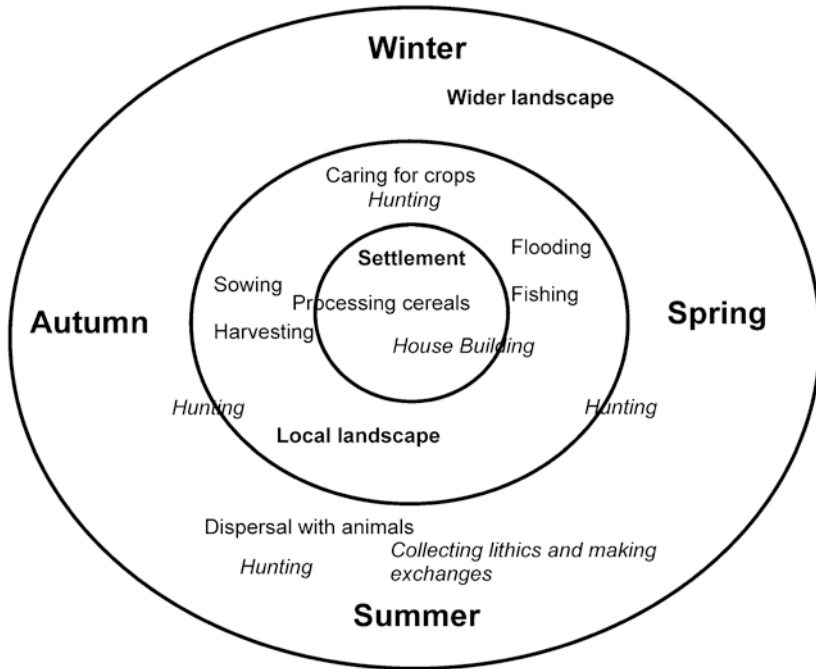 Winter
Wider landscape
Caring for crops
Hunting
Settlement
Flooding
Sowing
Processing cereals
Fishing
Autumn
Spring
Harvesting
House Building
Hunting
Hunting
Local landscape
Dispersal with animals
Hunting
Collecting lithics and making
exchanges
Summer